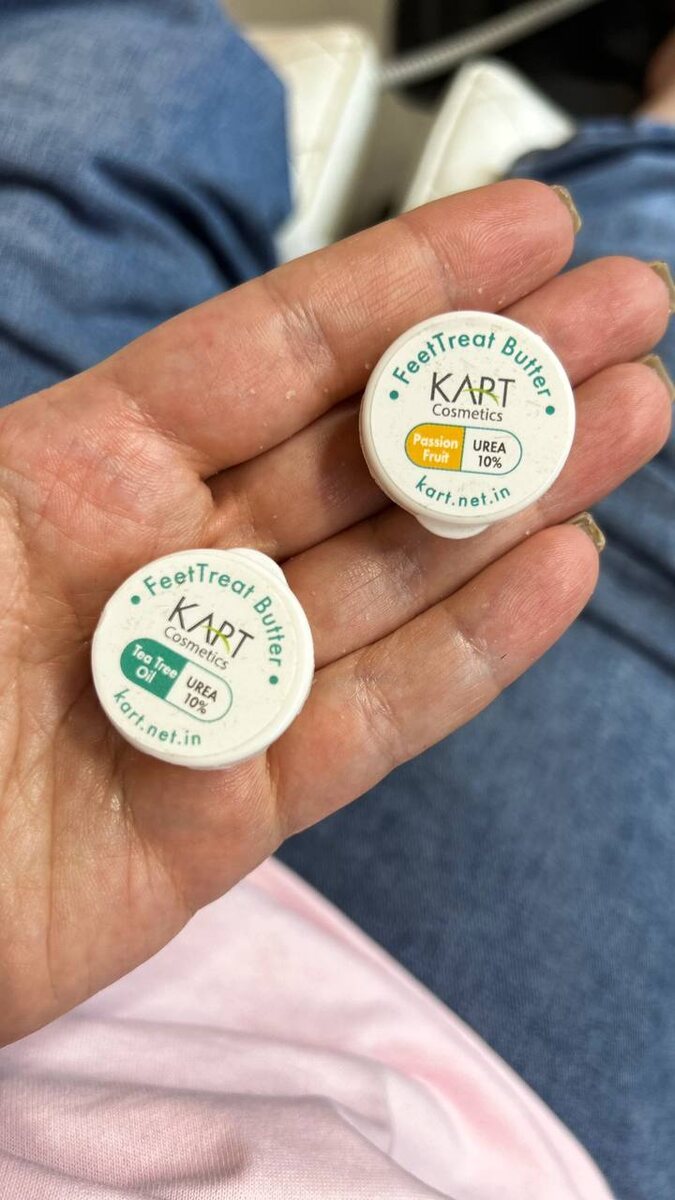 • FeetTreat Butter •
KART
Cosmetics
Passion
Fruit
UREA
10%
kart.net.in
• FeetTreat Butter •
KART
Cosmetics
Tea Tree
Oil
UREA
10%
kart.net.in